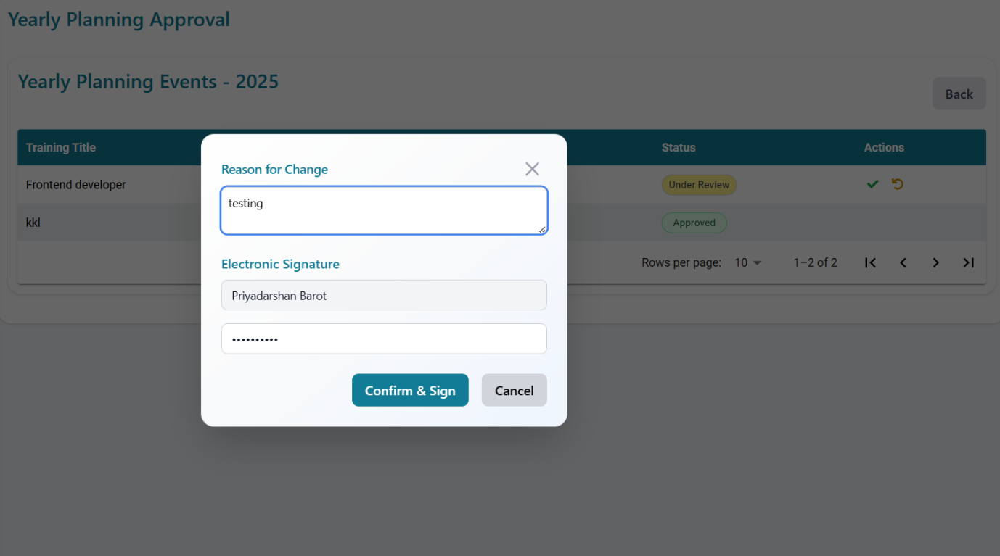 Yearly Planning Approval
Yearly Planning Events - 2025
Back
Training Title Status Actions
Reason for Change
Frontend developer Under Review
testing
kkl Approved
Rows per page: 10 1–2 of 2
Electronic Signature
Priyadarshan Barot
••••••••••
Confirm & Sign Cancel